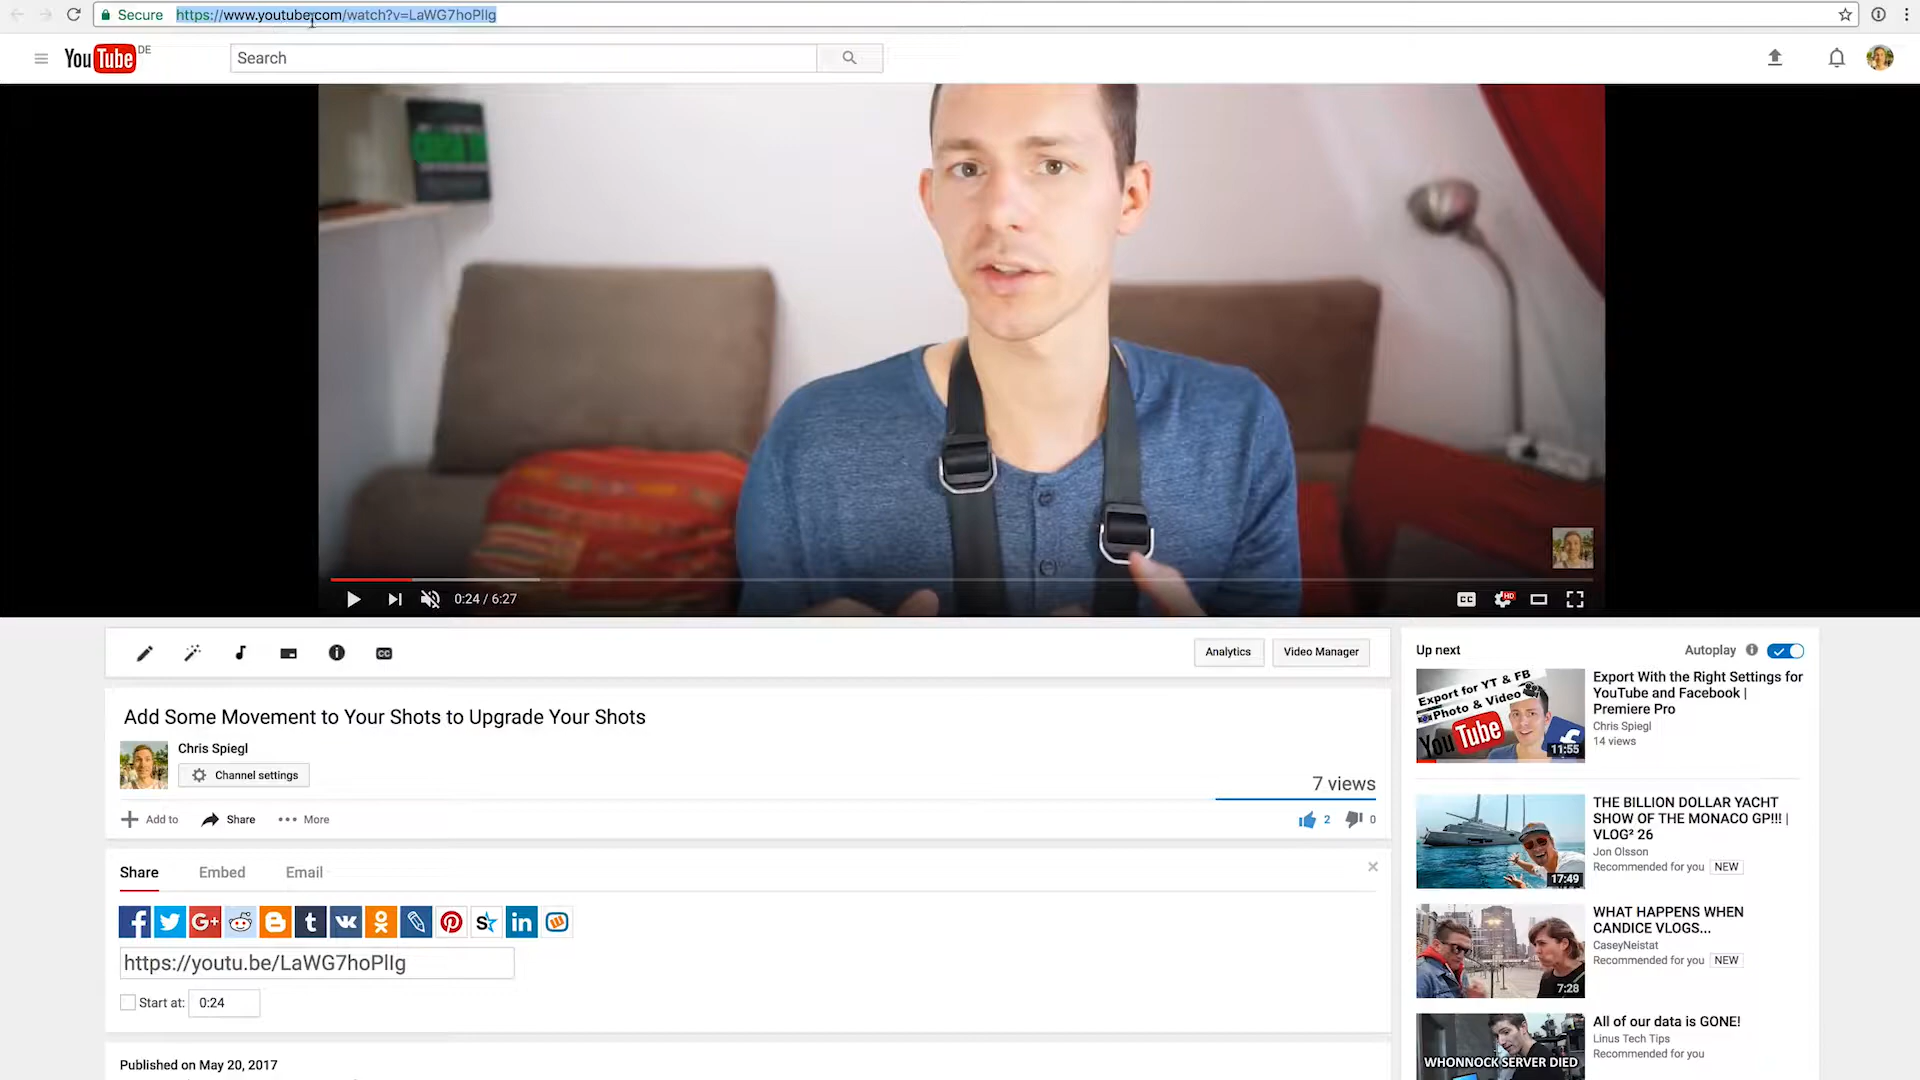 Secure https://www.youtube.com/watch?v=LaWG7hoPlIg
YouTube DE
Search
0:24 / 6:27
CC
HD
CC
Analytics
Video Manager
Add Some Movement to Your Shots to Upgrade Your Shots
Chris Spiegl
Channel settings
7 views
Add to
Share
More
2
0
Share
Embed
Email
https://youtu.be/LaWG7hoPlIg
Start at: 0:24
Published on May 20, 2017
Up next
Autoplay
Export for YT & FB
Photo & Video
YouTube
11:55
Export With the Right Settings for
YouTube and Facebook |
Premiere Pro
Chris Spiegl
14 views
17:49
THE BILLION DOLLAR YACHT
SHOW OF THE MONACO GP!!! |
VLOG² 26
Jon Olsson
Recommended for you NEW
7:28
WHAT HAPPENS WHEN
CANDICE VLOGS...
CaseyNeistat
Recommended for you NEW
WHONNOCK SERVER DIED
All of our data is GONE!
Linus Tech Tips
Recommended for you